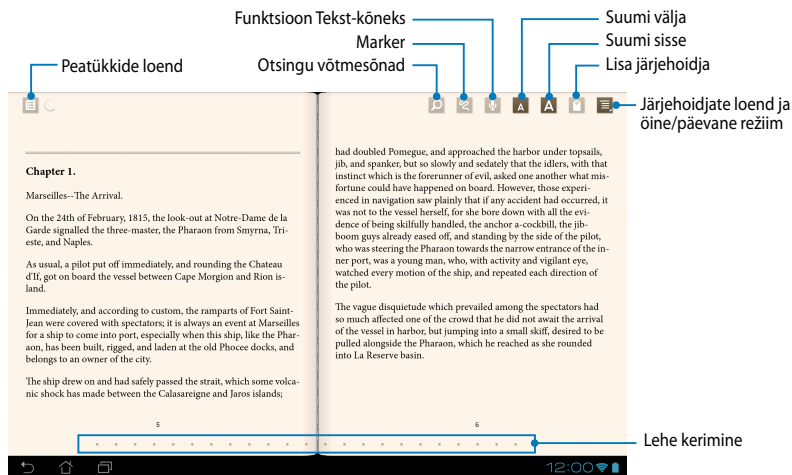 Funktsioon Tekst-kõneks
Marker
Otsingu võtmesõnad
Suumi välja
Suumi sisse
Lisa järjehoidja
Peatükkide loend
Järjehoidjate loend ja
öine/päevane režiim
A
A
Chapter 1.
Marseilles--The Arrival.
On the 24th of February, 1815, the look-out at Notre-Dame de la
Garde signalled the three-master, the Pharaon from Smyrna, Tri-
este, and Naples.
As usual, a pilot put off immediately, and rounding the Chateau
d'If, got on board the vessel between Cape Morgion and Rion is-
land.
Immediately, and according to custom, the ramparts of Fort Saint-
Jean were covered with spectators; it is always an event at Marseilles
for a ship to come into port, especially when this ship, like the Phar-
aon, has been built, rigged, and laden at the old Phocee docks, and
belongs to an owner of the city.
The ship drew on and had safely passed the strait, which some volca-
nic shock has made between the Calasareigne and Jaros islands;
5
had doubled Pomegue, and approached the harbor under topsails,
jib, and spanker, but so slowly and sedately that the idlers, with that
instinct which is the forerunner of evil, asked one another what mis-
fortune could have happened on board. However, those experi-
enced in navigation saw plainly that if any accident had occurred, it
was not to the vessel herself, for she bore down with all the evi-
dence of being skilfully handled, the anchor a-cockbill, the jib-
boom guys already eased off, and standing by the side of the pilot,
who was steering the Pharaon towards the narrow entrance of the in-
ner port, was a young man, who, with activity and vigilant eye,
watched every motion of the ship, and repeated each direction of
the pilot.
The vague disquietude which prevailed among the spectators had
so much affected one of the crowd that he did not await the arrival
of the vessel in harbor, but jumping into a small skiff, desired to be
pulled alongside the Pharaon, which he reached as she rounded
into La Reserve basin.
6
Lehe kerimine
12:00